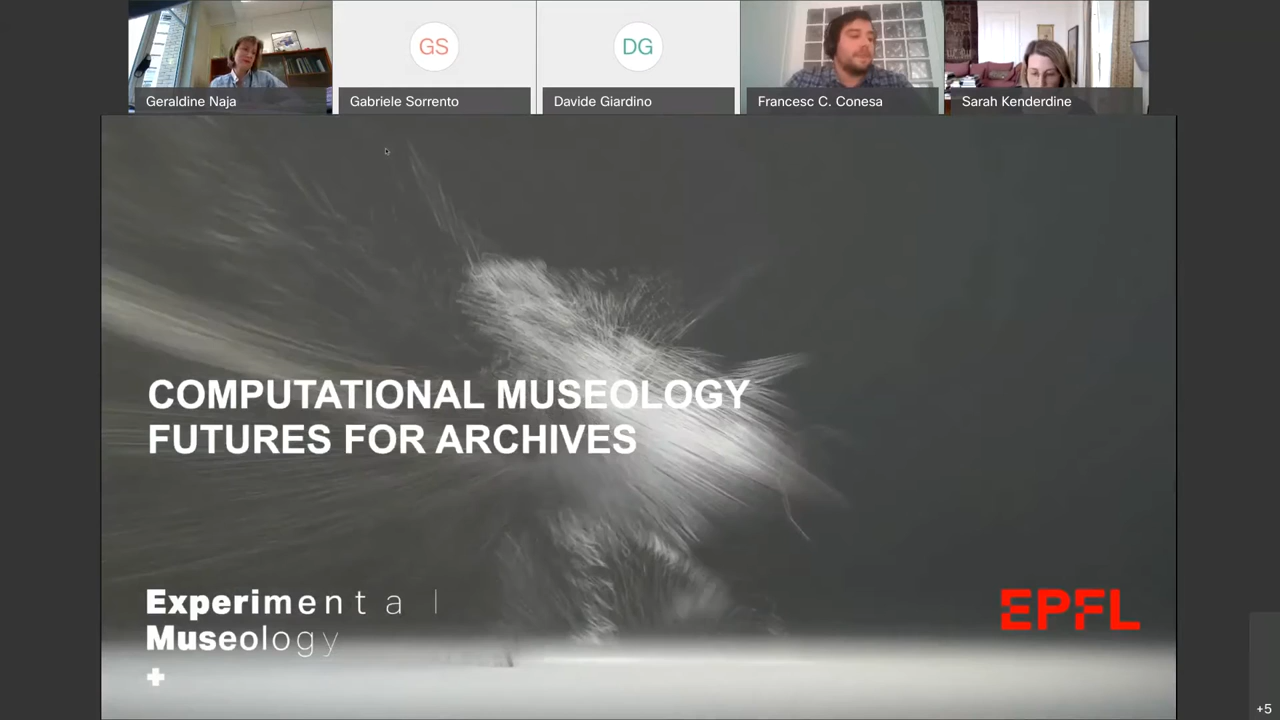 GS
DG
Geraldine Naja
Gabriele Sorrento
Davide Giardino
Francesc C. Conesa
Sarah Kenderdine
COMPUTATIONAL MUSEOLOGY
FUTURES FOR ARCHIVES
Experimental
Museology
+
EPFL
+5